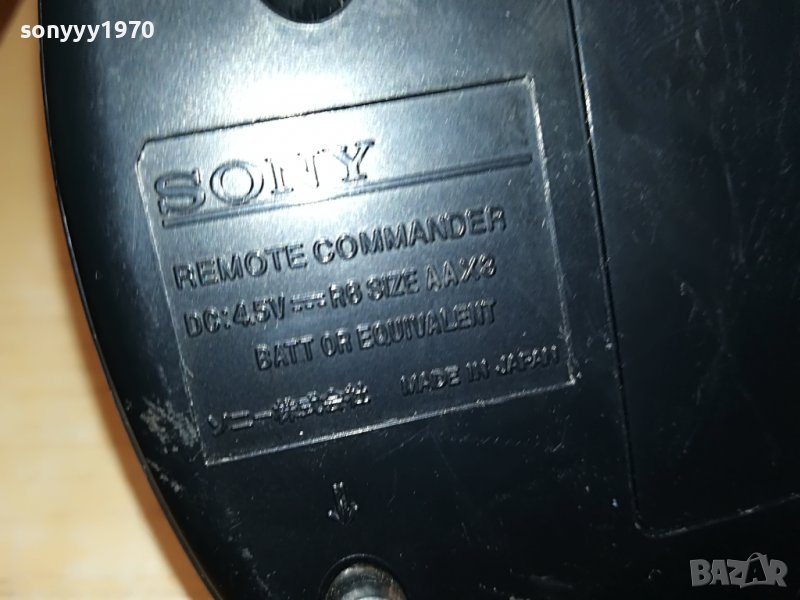 sonyyy1970
SONY
REMOTE COMMANDER
DC:4.5V R6 SIZE AAX3
BATT OR EQUIVALENT
ソニー株式会社 MADE IN JAPAN
BAZAR